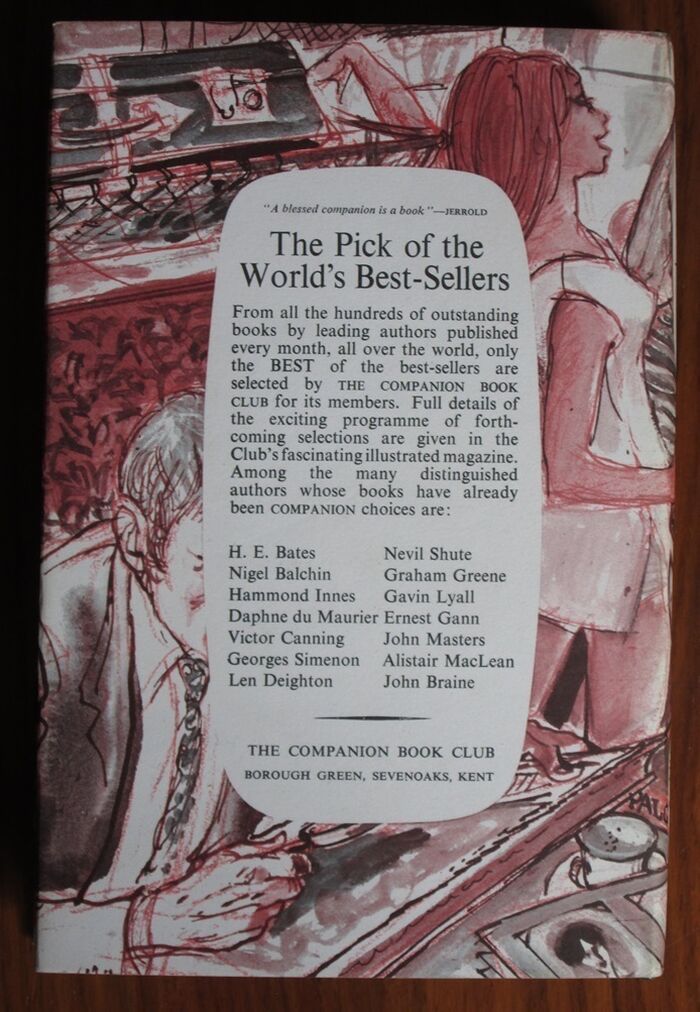 "A blessed companion is a book"—JERROLD
The Pick of the
World's Best-Sellers
From all the hundreds of outstanding
books by leading authors published
every month, all over the world, only
the BEST of the best-sellers are
selected by THE COMPANION BOOK
CLUB for its members. Full details of
the exciting programme of forth-
coming selections are given in the
Club's fascinating illustrated magazine.
Among the many distinguished
authors whose books have already
been COMPANION choices are:
H. E. Bates
Nigel Balchin
Hammond Innes
Daphne du Maurier
Victor Canning
Georges Simenon
Len Deighton
Nevil Shute
Graham Greene
Gavin Lyall
Ernest Gann
John Masters
Alistair MacLean
John Braine
THE COMPANION BOOK CLUB
BOROUGH GREEN, SEVENOAKS, KENT